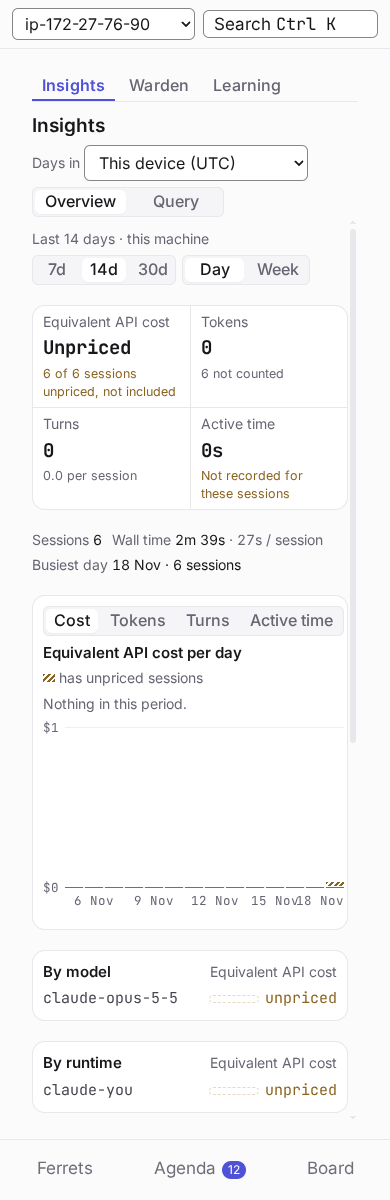 ip-172-27-76-90 Search Ctrl K
Insights Warden Learning
Insights
Days in This device (UTC)
Overview Query
Last 14 days · this machine
7d 14d 30d Day Week
Equivalent API cost
Unpriced
6 of 6 sessions
unpriced, not included
Tokens
0
6 not counted
Turns
0
0.0 per session
Active time
0s
Not recorded for
these sessions
Sessions 6 Wall time 2m 39s · 27s / session
Busiest day 18 Nov · 6 sessions
Cost Tokens Turns Active time
Equivalent API cost per day
has unpriced sessions
Nothing in this period.
$1
$0
6 Nov 9 Nov 12 Nov 15 Nov 18 Nov
By model Equivalent API cost
claude-opus-5-5 unpriced
By runtime Equivalent API cost
claude-you unpriced
Ferrets Agenda 12 Board